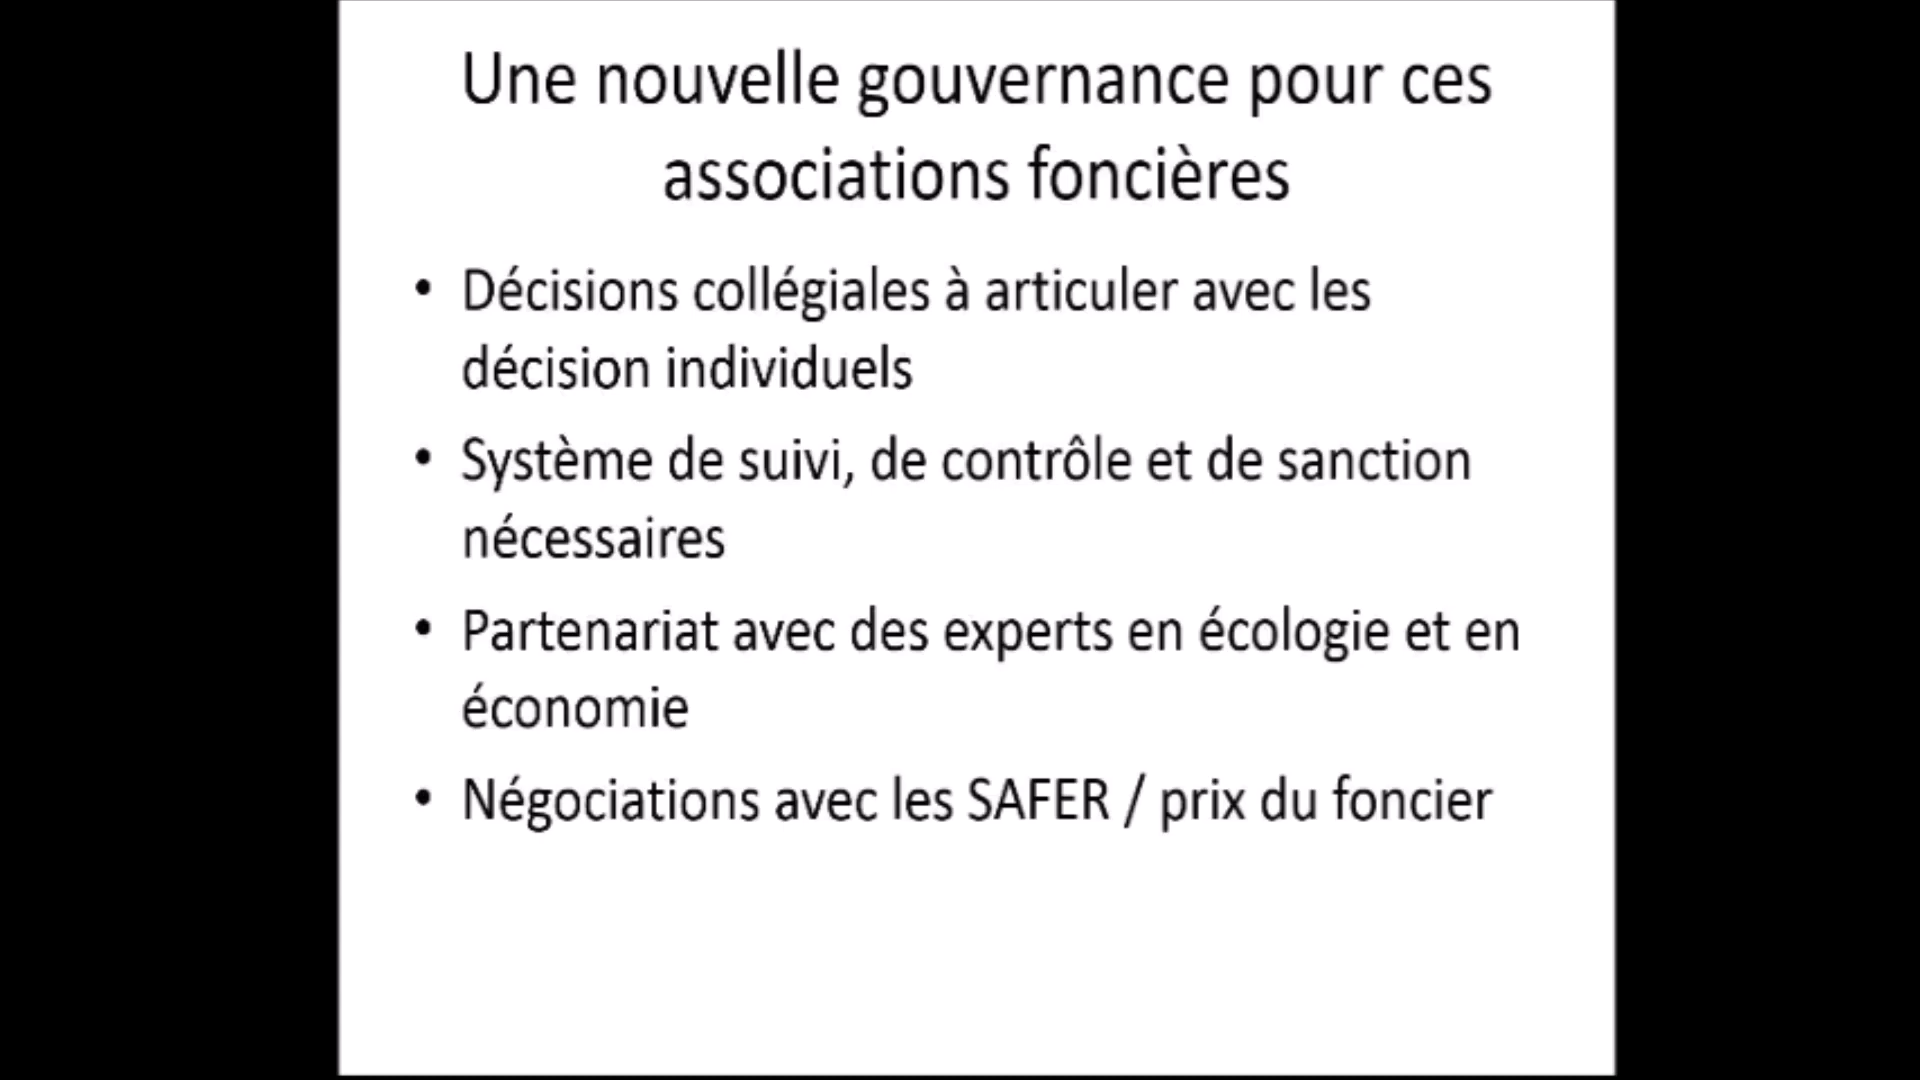 Une nouvelle gouvernance pour ces
associations foncières
• Décisions collégiales à articuler avec les
décision individuels
• Système de suivi, de contrôle et de sanction
nécessaires
• Partenariat avec des experts en écologie et en
économie
• Négociations avec les SAFER / prix du foncier